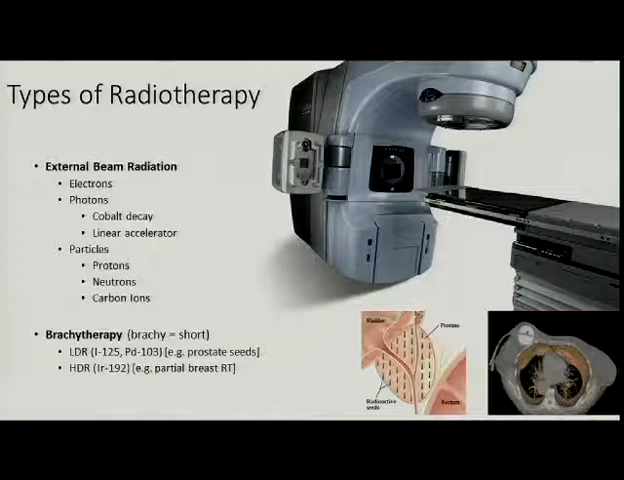 Types of Radiotherapy
• External Beam Radiation
• Electrons
• Photons
• Cobalt decay
• Linear accelerator
• Particles
• Protons
• Neutrons
• Carbon Ions
• Brachytherapy (brachy = short)
• LDR (I-125, Pd-103) [e.g. prostate seeds]
• HDR (Ir-192) [e.g. partial breast RT]
Bladder
Prostate
Radioactive
seeds
Rectum